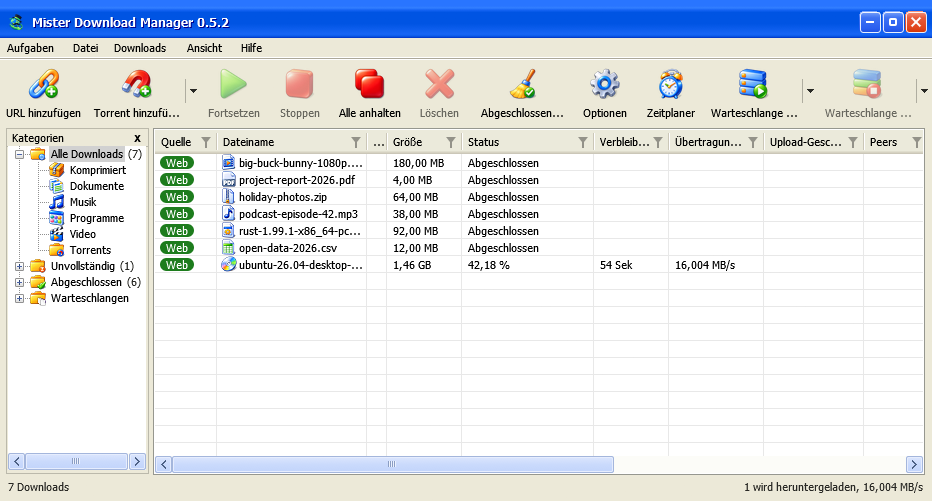 Mister Download Manager 0.5.2
Aufgaben Datei Downloads Ansicht Hilfe
URL hinzufügen Torrent hinzufü... Fortsetzen Stoppen Alle anhalten Löschen Abgeschlossen... Optionen Zeitplaner Warteschlange ... Warteschlange ...
Kategorien x
Alle Downloads (7)
Komprimiert
Dokumente
Musik
Programme
Video
Torrents
Unvollständig (1)
Abgeschlossen (6)
Warteschlangen
Quelle Dateiname ... Größe Status Verbleib... Übertragun... Upload-Gesc... Peers
Web big-buck-bunny-1080p.... 180,00 MB Abgeschlossen
Web project-report-2026.pdf 4,00 MB Abgeschlossen
Web holiday-photos.zip 64,00 MB Abgeschlossen
Web podcast-episode-42.mp3 38,00 MB Abgeschlossen
Web rust-1.99.1-x86_64-pc... 92,00 MB Abgeschlossen
Web open-data-2026.csv 12,00 MB Abgeschlossen
Web ubuntu-26.04-desktop-... 1,46 GB 42,18 % 54 Sek 16,004 MB/s
7 Downloads 1 wird heruntergeladen, 16,004 MB/s